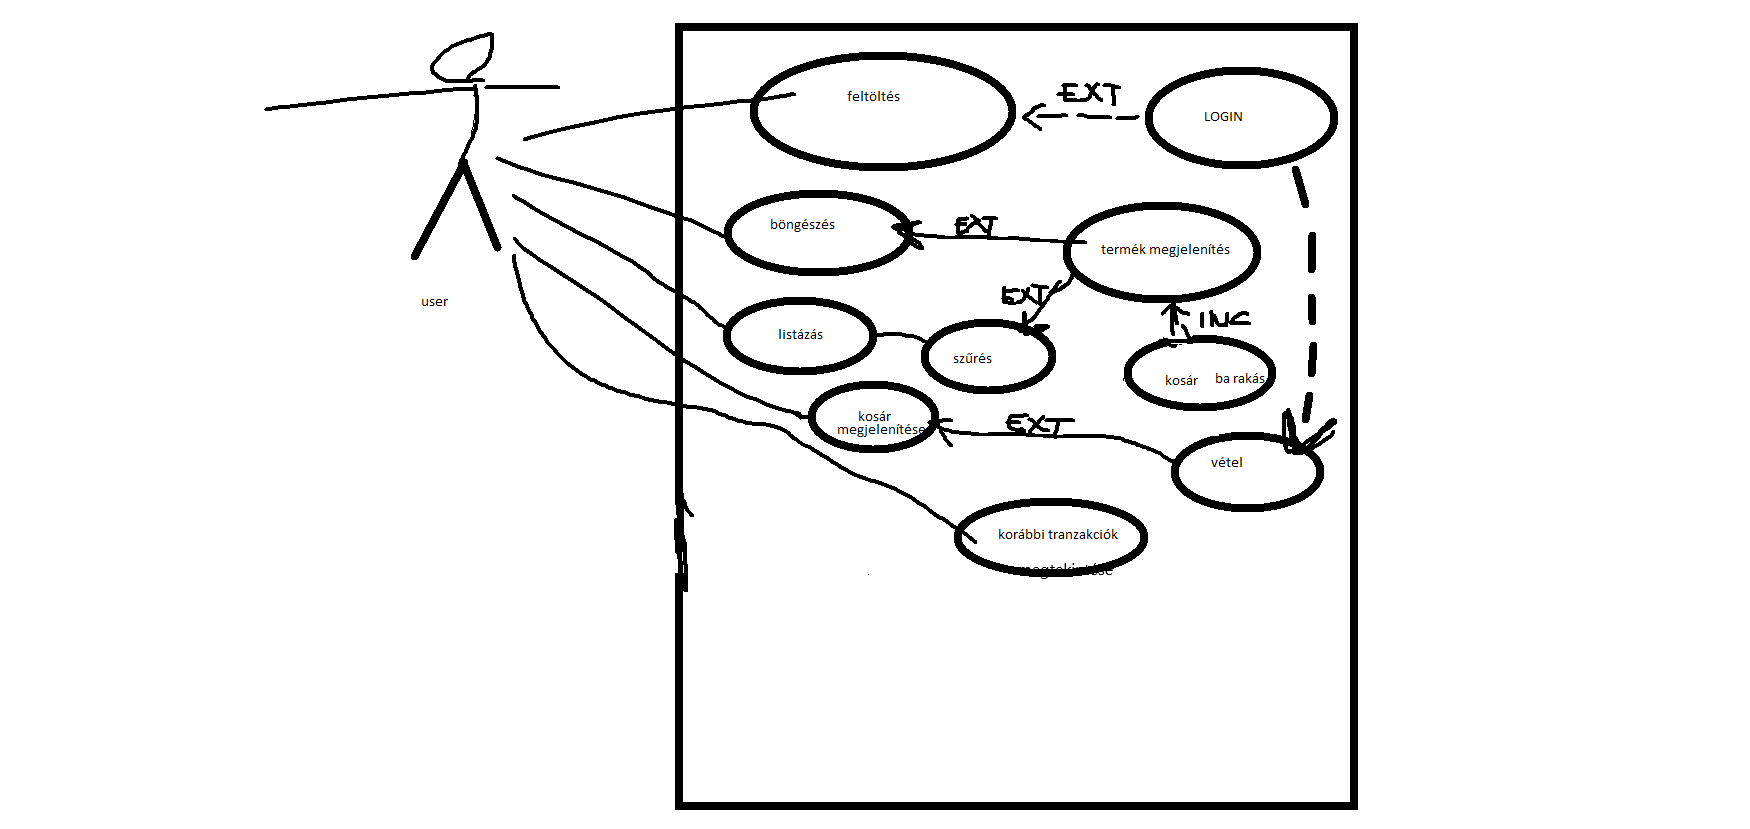 feltöltés
EXT
LOGIN
böngészés
EXT
termék megjelenítés
user
EXT
INC
listázás
szűrés
kosár ba rakás
kosár
megjelenítése
EXT
vétel
korábbi tranzakciók
megtekintése